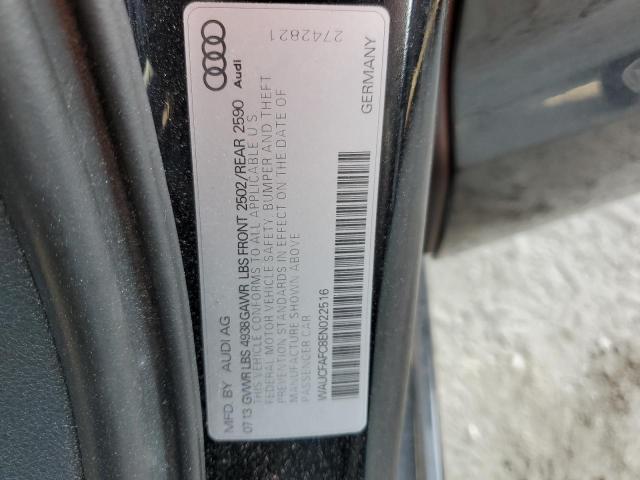 MFD. BY AUDI AG
07 13 GVWR LBS 4938 GAWR LBS FRONT 2502/REAR 2590
THIS VEHICLE CONFORMS TO ALL APPLICABLE U.S.
FEDERAL MOTOR VEHICLE SAFETY, BUMPER AND THEFT
PREVENTION STANDARDS IN EFFECT ON THE DATE OF
MANUFACTURE SHOWN ABOVE
PASSENGER CAR
WAUCFAFC8EN022516
Audi
2742821
GERMANY